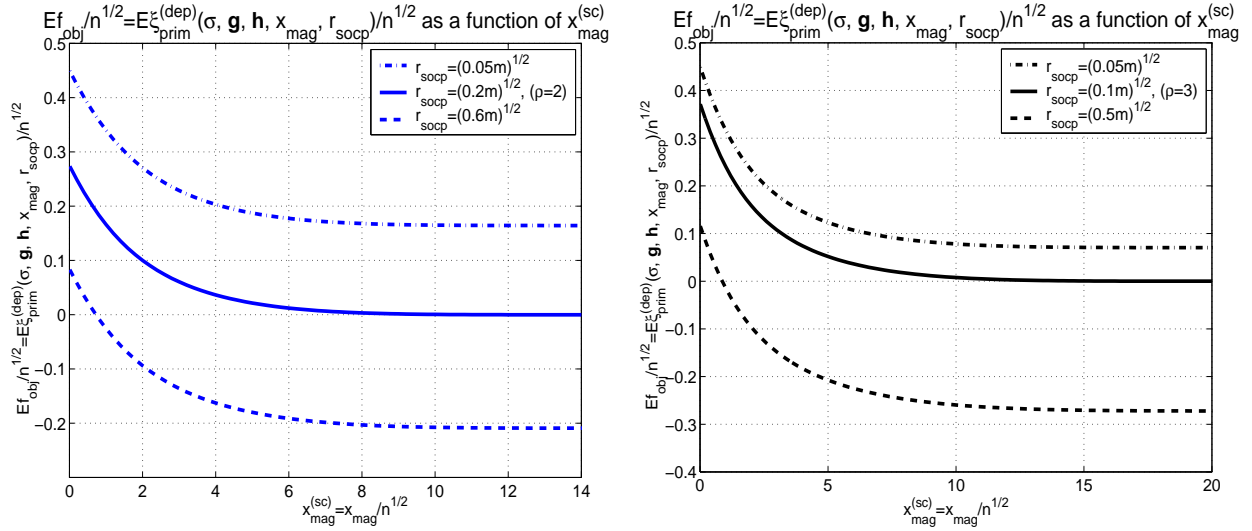 Ef_obj/n^1/2=Eξ_prim^(dep)(σ, g, h, x_mag, r_socp)/n^1/2 as a function of x_mag^(sc)
0.5
0.4
0.3
0.2
0.1
0
−0.1
−0.2
Ef_obj/n^1/2=Eξ_prim^(dep)(σ, g, h, x_mag, r_socp)/n^1/2
r_socp=(0.05m)^1/2
r_socp=(0.2m)^1/2, (ρ=2)
r_socp=(0.6m)^1/2
0 2 4 6 8 10 12 14
x_mag^(sc)=x_mag/n^1/2
Ef_obj/n^1/2=Eξ_prim^(dep)(σ, g, h, x_mag, r_socp)/n^1/2 as a function of x_mag^(sc)
0.5
0.4
0.3
0.2
0.1
0
−0.1
−0.2
−0.3
−0.4
Ef_obj/n^1/2=Eξ_prim^(dep)(σ, g, h, x_mag, r_socp)/n^1/2
r_socp=(0.05m)^1/2
r_socp=(0.1m)^1/2, (ρ=3)
r_socp=(0.5m)^1/2
0 5 10 15 20
x_mag^(sc)=x_mag/n^1/2